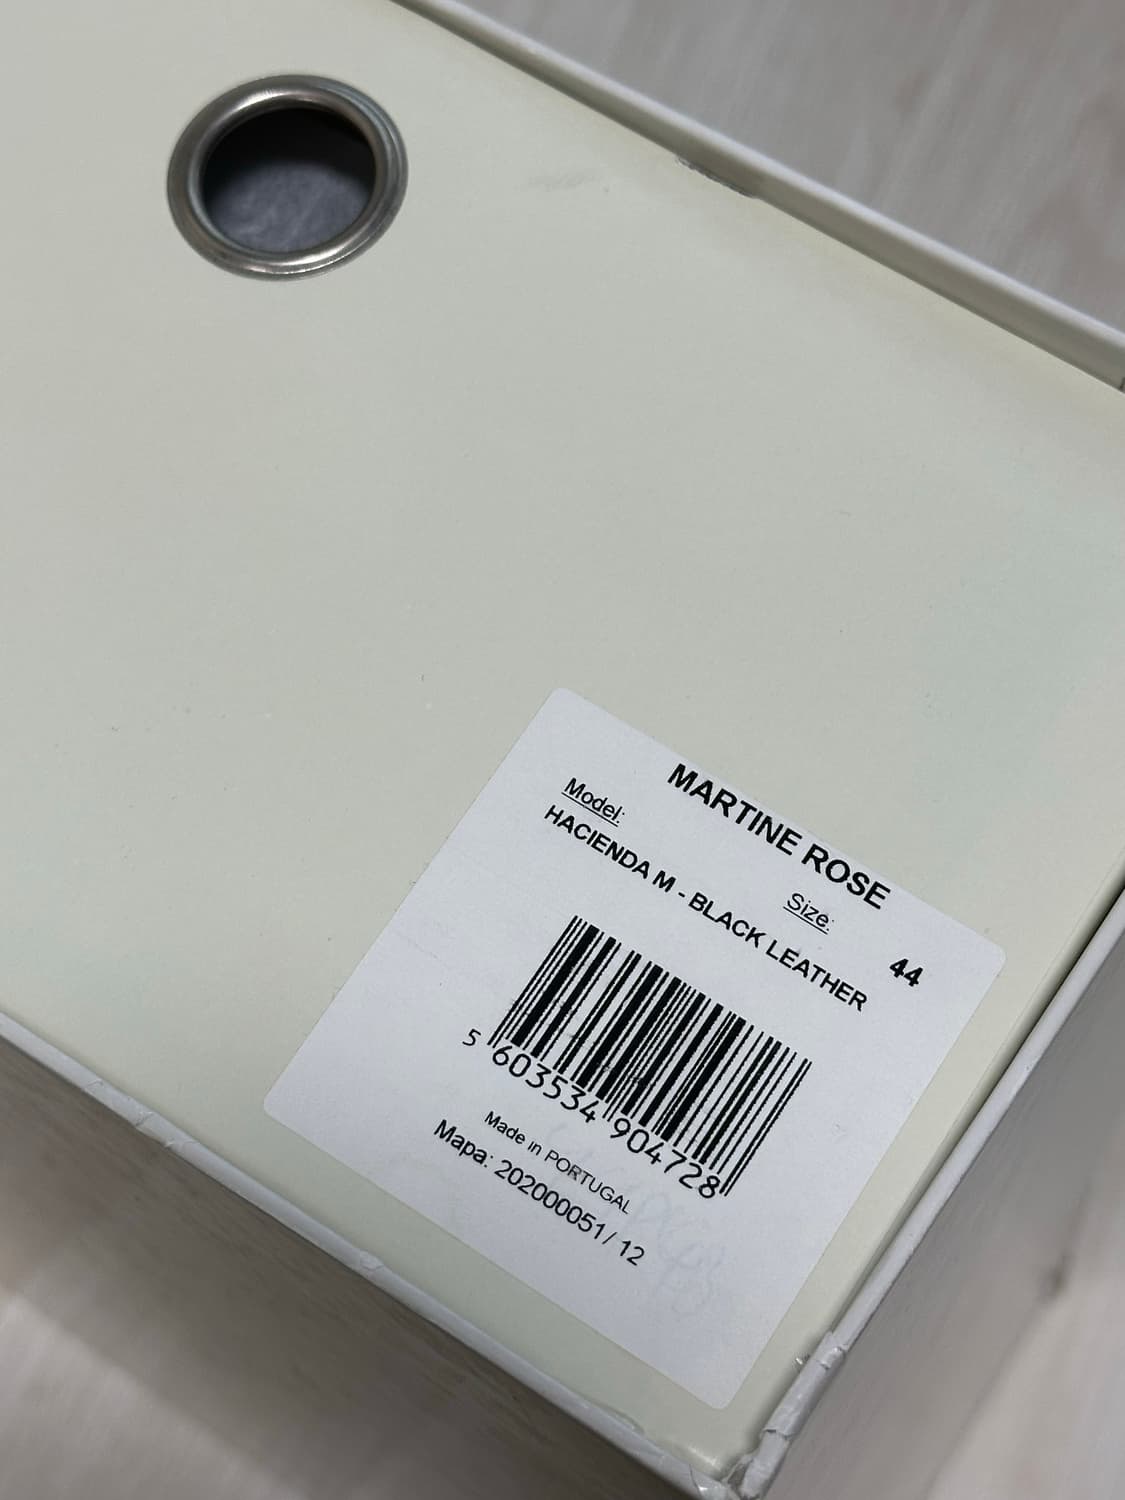 MARTINE ROSE
Model:
Size:
HACIENDA M - BLACK LEATHER
44
5 603534 904728
Made in PORTUGAL
Mapa: 202000051/ 12